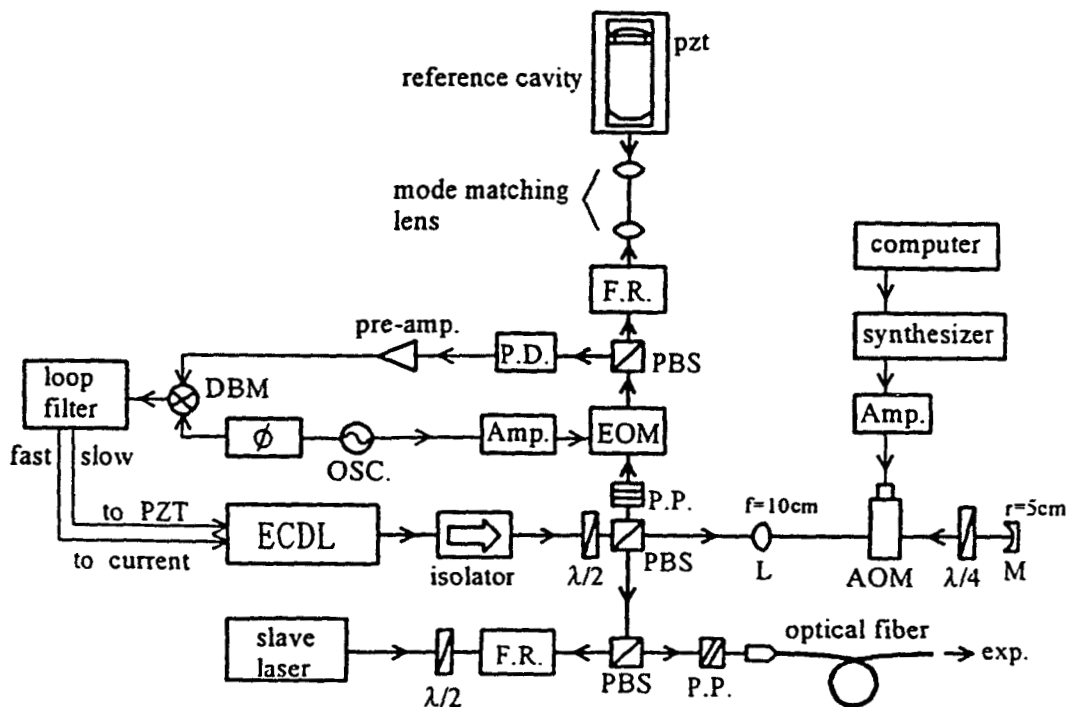 pzt
reference cavity
mode matching
lens
computer
F.R.
synthesizer
pre-amp.
P.D.
PBS
loop
filter
DBM
Amp.
fast
slow
ϕ
OSC.
Amp.
EOM
P.P.
to PZT
ECDL
f=10cm
r=5cm
to current
isolator
λ/2
PBS
L
AOM
λ/4
M
slave
laser
F.R.
optical fiber
exp.
λ/2
PBS
P.P.